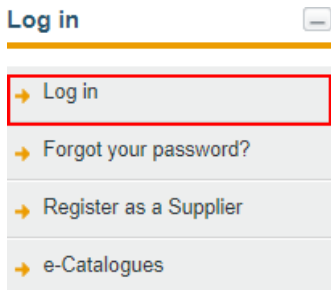 Log in
Log in
Forgot your password?
Register as a Supplier
e-Catalogues